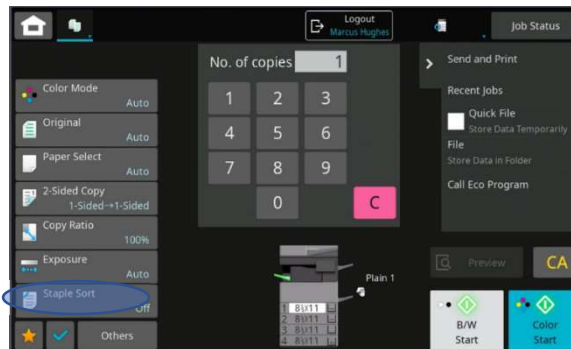 Logout
Marcus Hughes
Job Status
No. of copies 1
Color Mode
Auto
Original
Auto
Paper Select
Auto
2-Sided Copy
1-Sided→1-Sided
Copy Ratio
100%
Exposure
Auto
Staple Sort
Off
Others
1 2 3
4 5 6
7 8 9
0 C
Plain 1
1 8½X11
2 8½X11
3 8½X11
4 8½X11
Send and Print
Recent Jobs
Quick File
Store Data Temporarily
File
Store Data in Folder
Call Eco Program
Preview
CA
B/W
Start
Color
Start